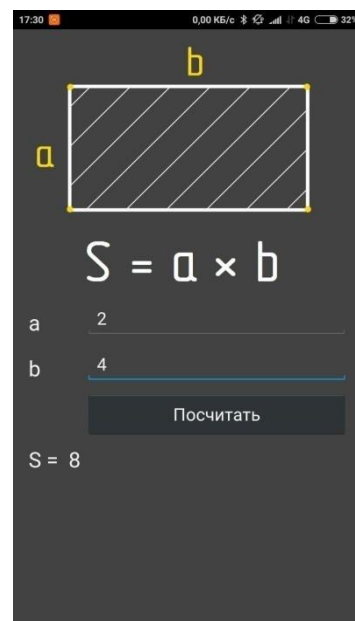 17:30 0,00 КБ/с 4G 32%
b
a
S = a × b
a 2
b 4
Посчитать
S = 8